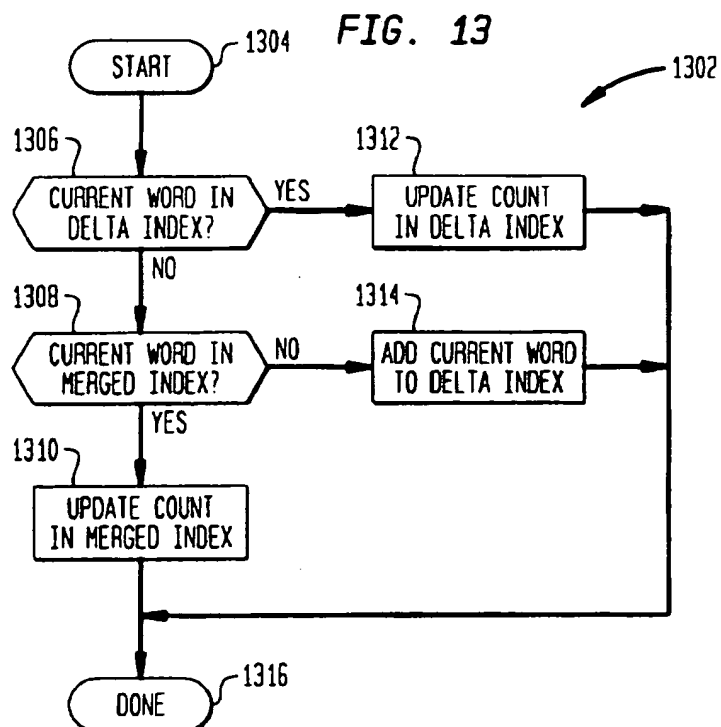 FIG. 13
1304
START
1302
1306
CURRENT WORD IN
DELTA INDEX?
YES
1312
UPDATE COUNT
IN DELTA INDEX
NO
1308
CURRENT WORD IN
MERGED INDEX?
NO
1314
ADD CURRENT WORD
TO DELTA INDEX
YES
1310
UPDATE COUNT
IN MERGED INDEX
1316
DONE